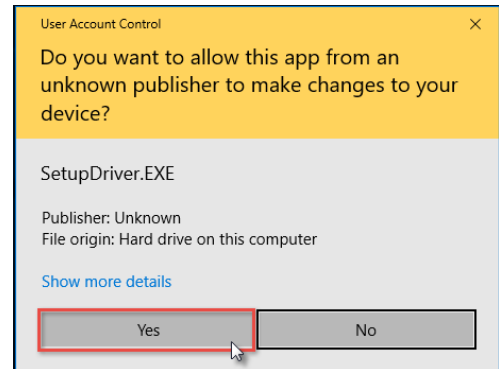 User Account Control
Do you want to allow this app from an
unknown publisher to make changes to your
device?
SetupDriver.EXE
Publisher: Unknown
File origin: Hard drive on this computer
Show more details
Yes No